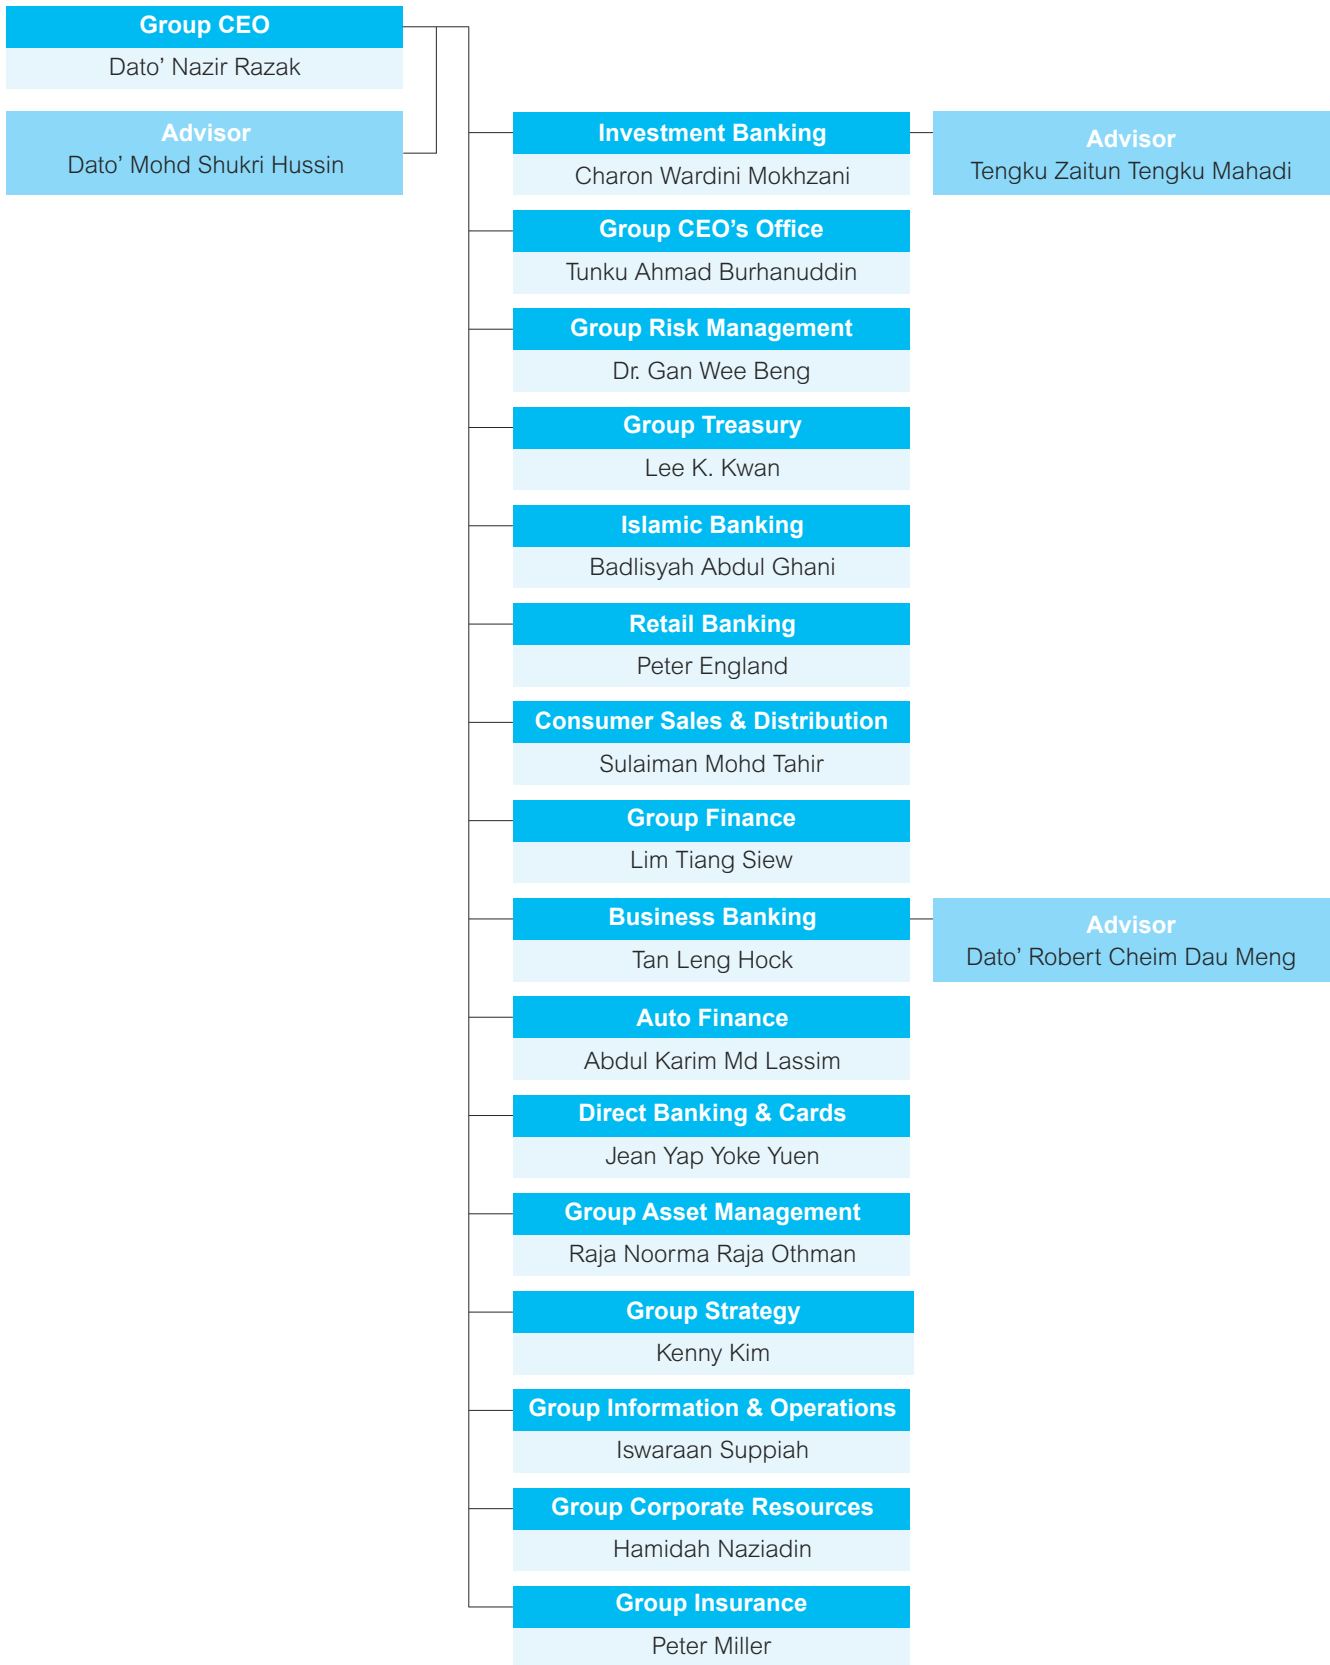 Group CEO
Dato’ Nazir Razak
Advisor
Dato’ Mohd Shukri Hussin
Investment Banking
Charon Wardini Mokhzani
Advisor
Tengku Zaitun Tengku Mahadi
Group CEO’s Office
Tunku Ahmad Burhanuddin
Group Risk Management
Dr. Gan Wee Beng
Group Treasury
Lee K. Kwan
Islamic Banking
Badlisyah Abdul Ghani
Retail Banking
Peter England
Consumer Sales & Distribution
Sulaiman Mohd Tahir
Group Finance
Lim Tiang Siew
Business Banking
Tan Leng Hock
Advisor
Dato’ Robert Cheim Dau Meng
Auto Finance
Abdul Karim Md Lassim
Direct Banking & Cards
Jean Yap Yoke Yuen
Group Asset Management
Raja Noorma Raja Othman
Group Strategy
Kenny Kim
Group Information & Operations
Iswaraan Suppiah
Group Corporate Resources
Hamidah Naziadin
Group Insurance
Peter Miller